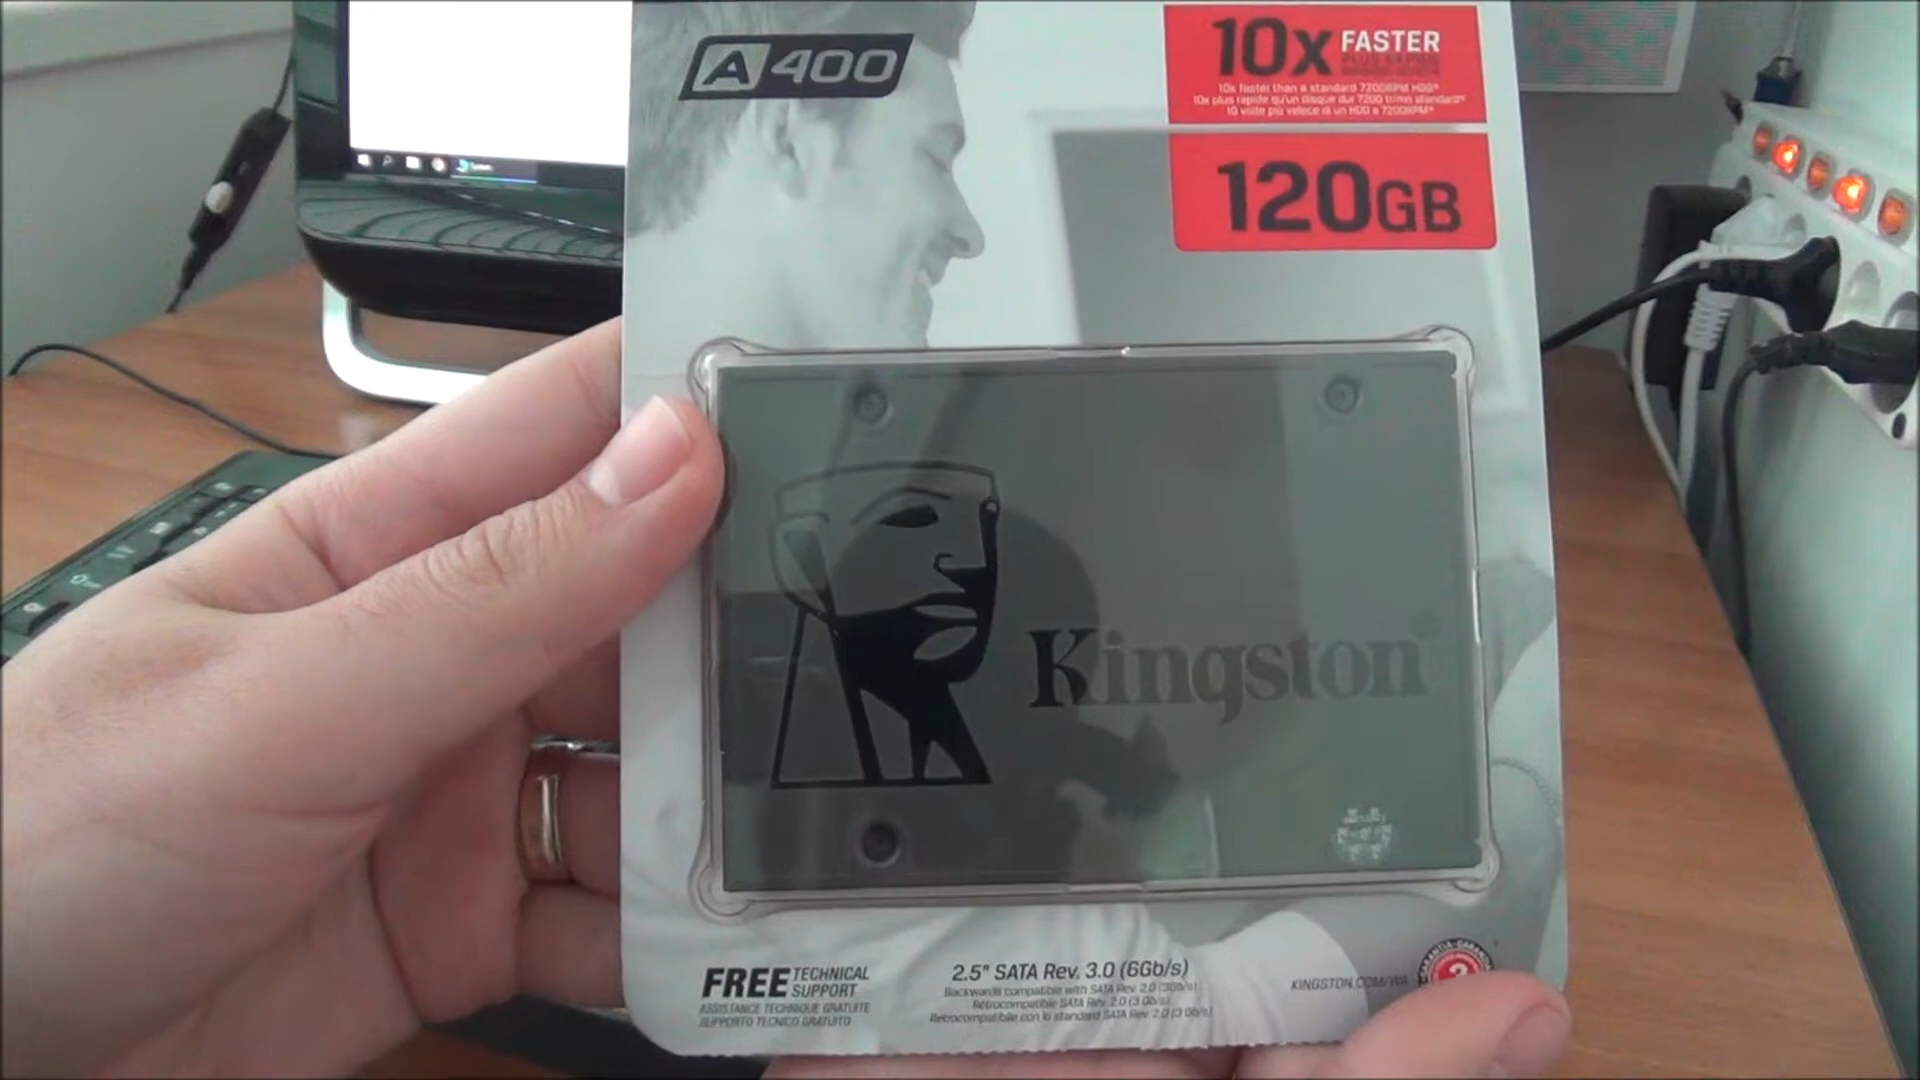 A400
10x FASTER
PLUS RAPIDE
10x faster than a standard 7200RPM HDD*
10x plus rapide qu'un disque dur 7200 tr/mn standard*
10 volte più veloce di un HDD a 7200RPM*
120GB
Kingston
FREE TECHNICAL SUPPORT
ASSISTANCE TECHNIQUE GRATUITE
SUPPORTO TECNICO GRATUITO
2.5" SATA Rev. 3.0 (6Gb/s)
Backwards compatible with SATA Rev. 2.0 (3Gb/s)
Rétrocompatible SATA Rev. 2.0 (3 Gb/s)
Retrocompatibile con lo standard SATA Rev. 2.0 (3 Gb/s)
KINGSTON.COM/WA